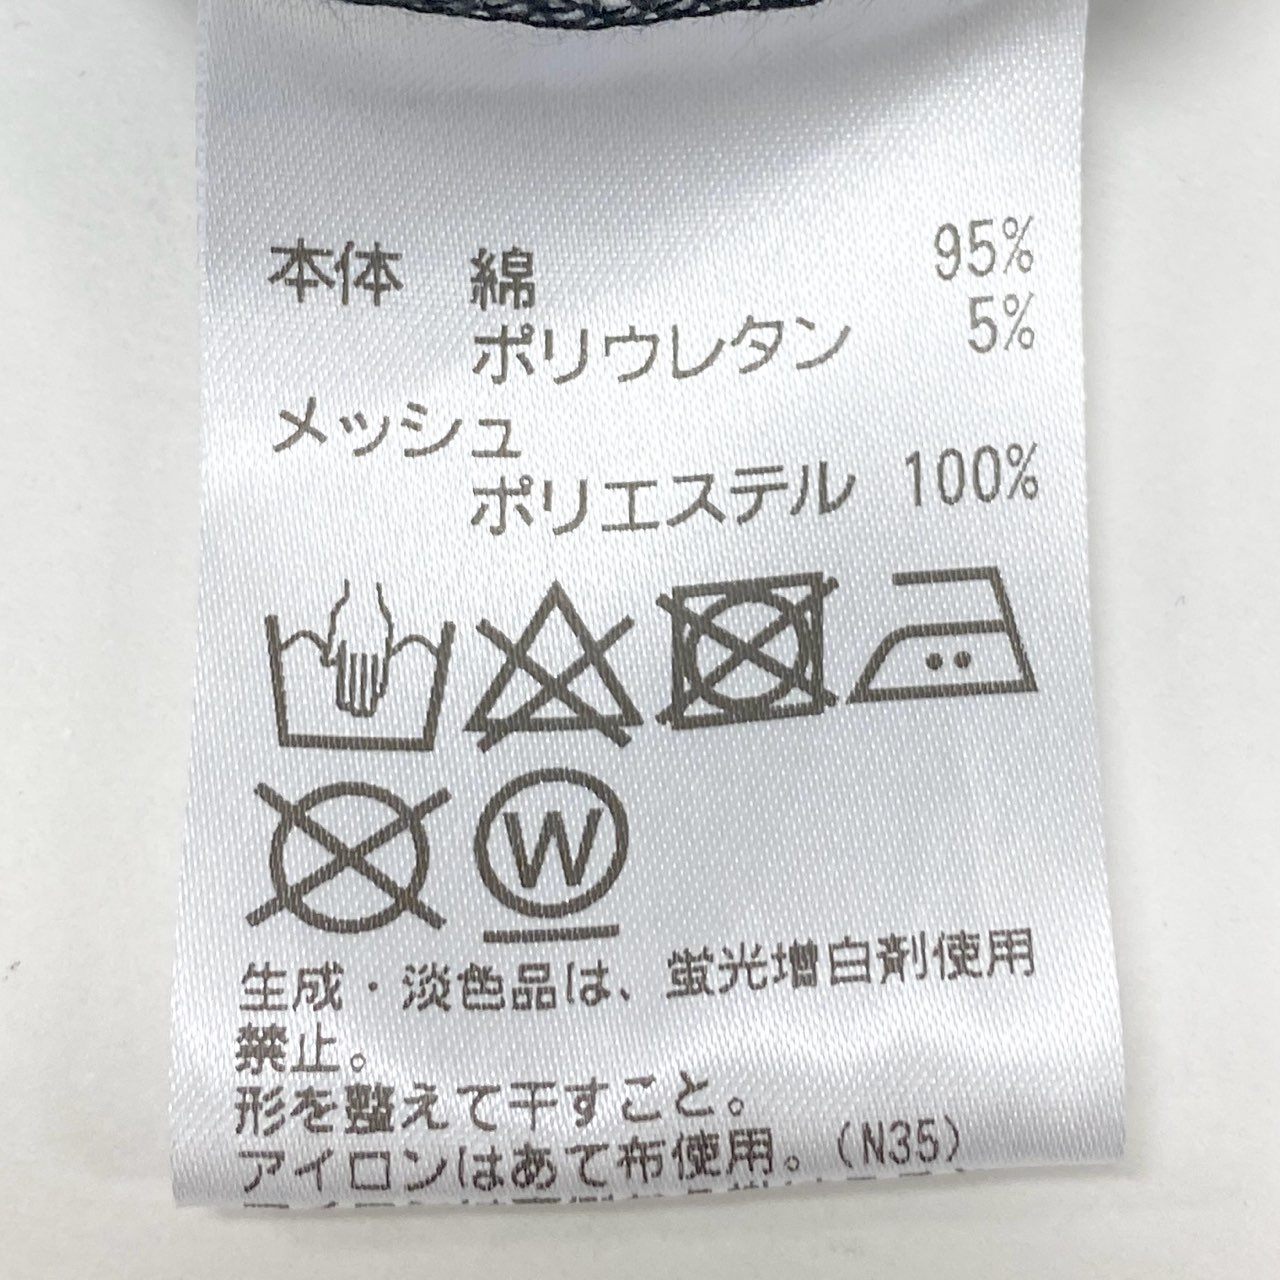 本体 綿 95%
ポリウレタン 5%
メッシュ
ポリエステル 100%
W
生成・淡色品は、蛍光増白剤使用
禁止。
形を整えて干すこと。
アイロンはあて布使用。(N35)